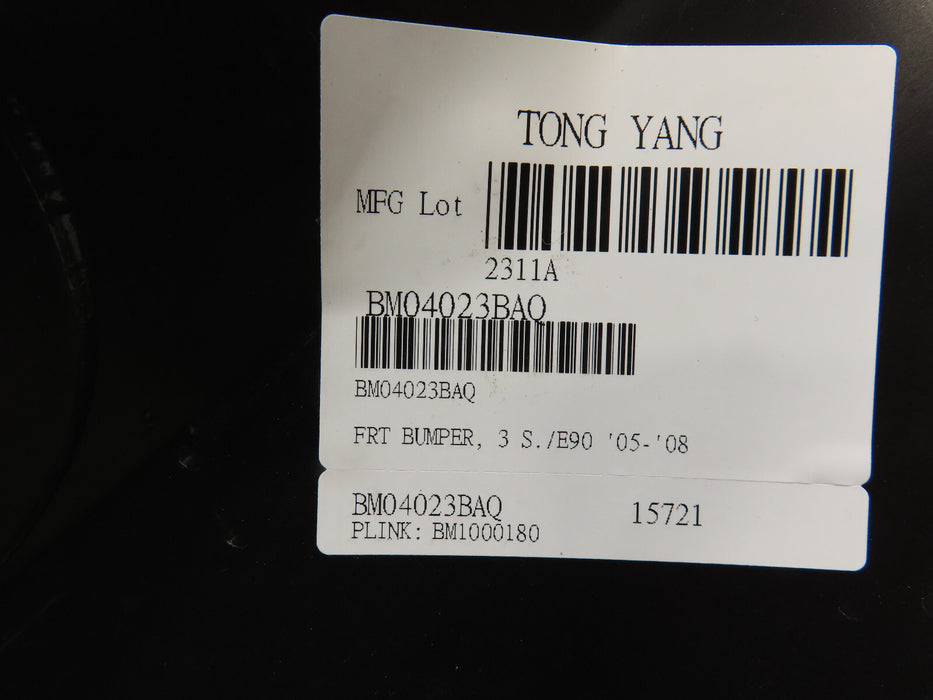 TONG YANG
MFG Lot
2311A
BM04023BAQ
BM04023BAQ
FRT BUMPER, 3 S./E90 '05-'08
BM04023BAQ 15721
PLINK: BM1000180